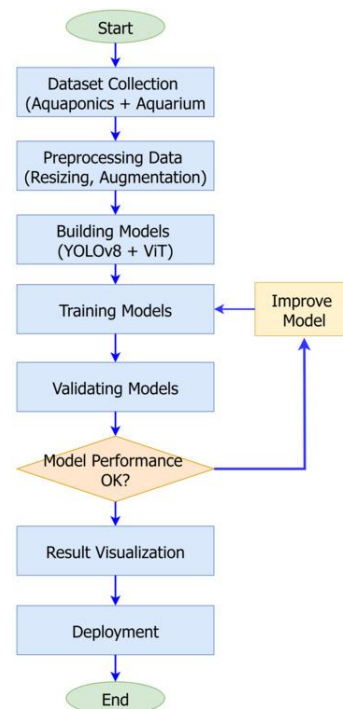 Start
Dataset Collection
(Aquaponics + Aquarium
Preprocessing Data
(Resizing, Augmentation)
Building Models
(YOLOv8 + ViT)
Training Models
Improve
Model
Validating Models
Model Performance
OK?
Result Visualization
Deployment
End